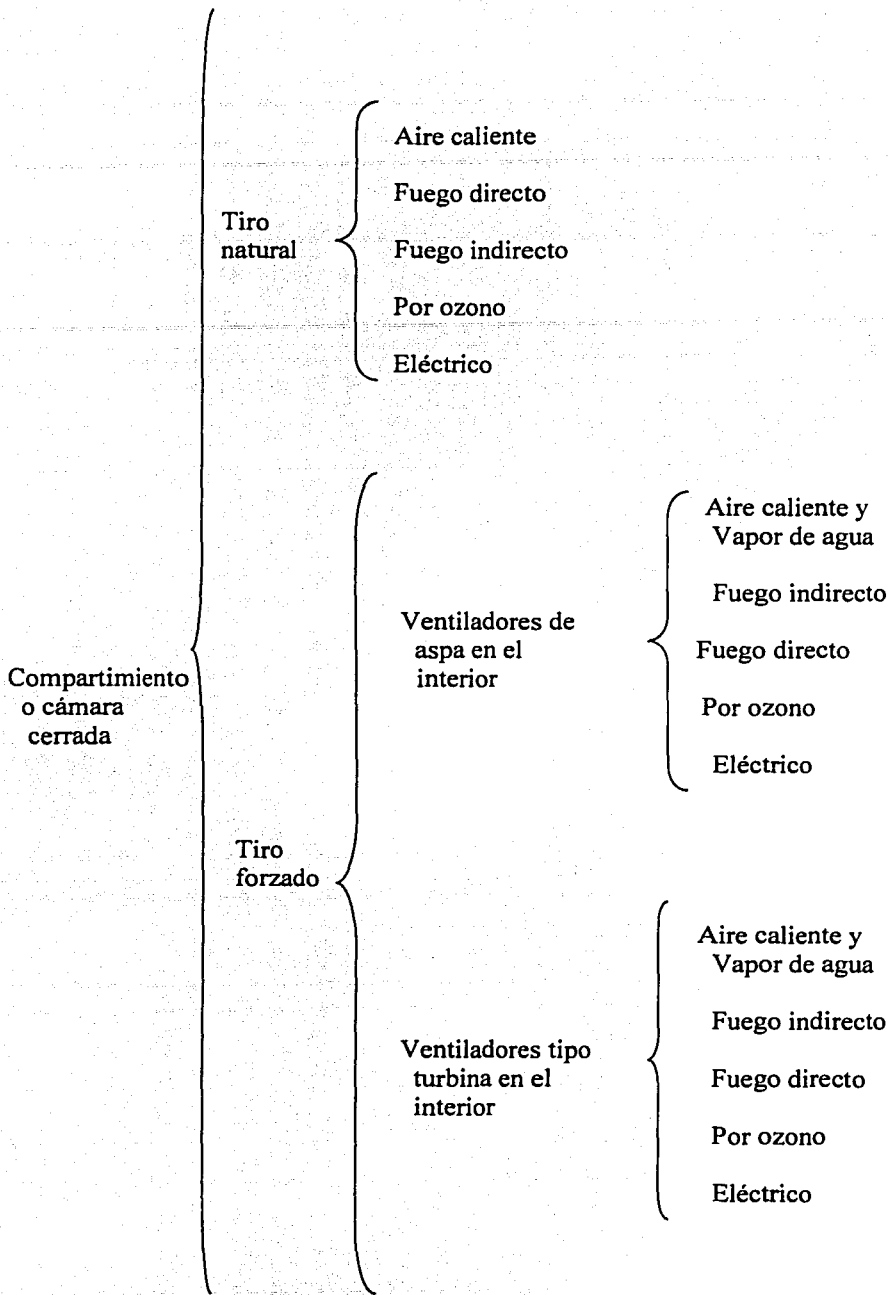 Compartimiento
o cámara
cerrada
Tiro
natural
Aire caliente
Fuego directo
Fuego indirecto
Por ozono
Eléctrico
Tiro
forzado
Ventiladores de
aspa en el
interior
Aire caliente y
Vapor de agua
Fuego indirecto
Fuego directo
Por ozono
Eléctrico
Ventiladores tipo
turbina en el
interior
Aire caliente y
Vapor de agua
Fuego indirecto
Fuego directo
Por ozono
Eléctrico